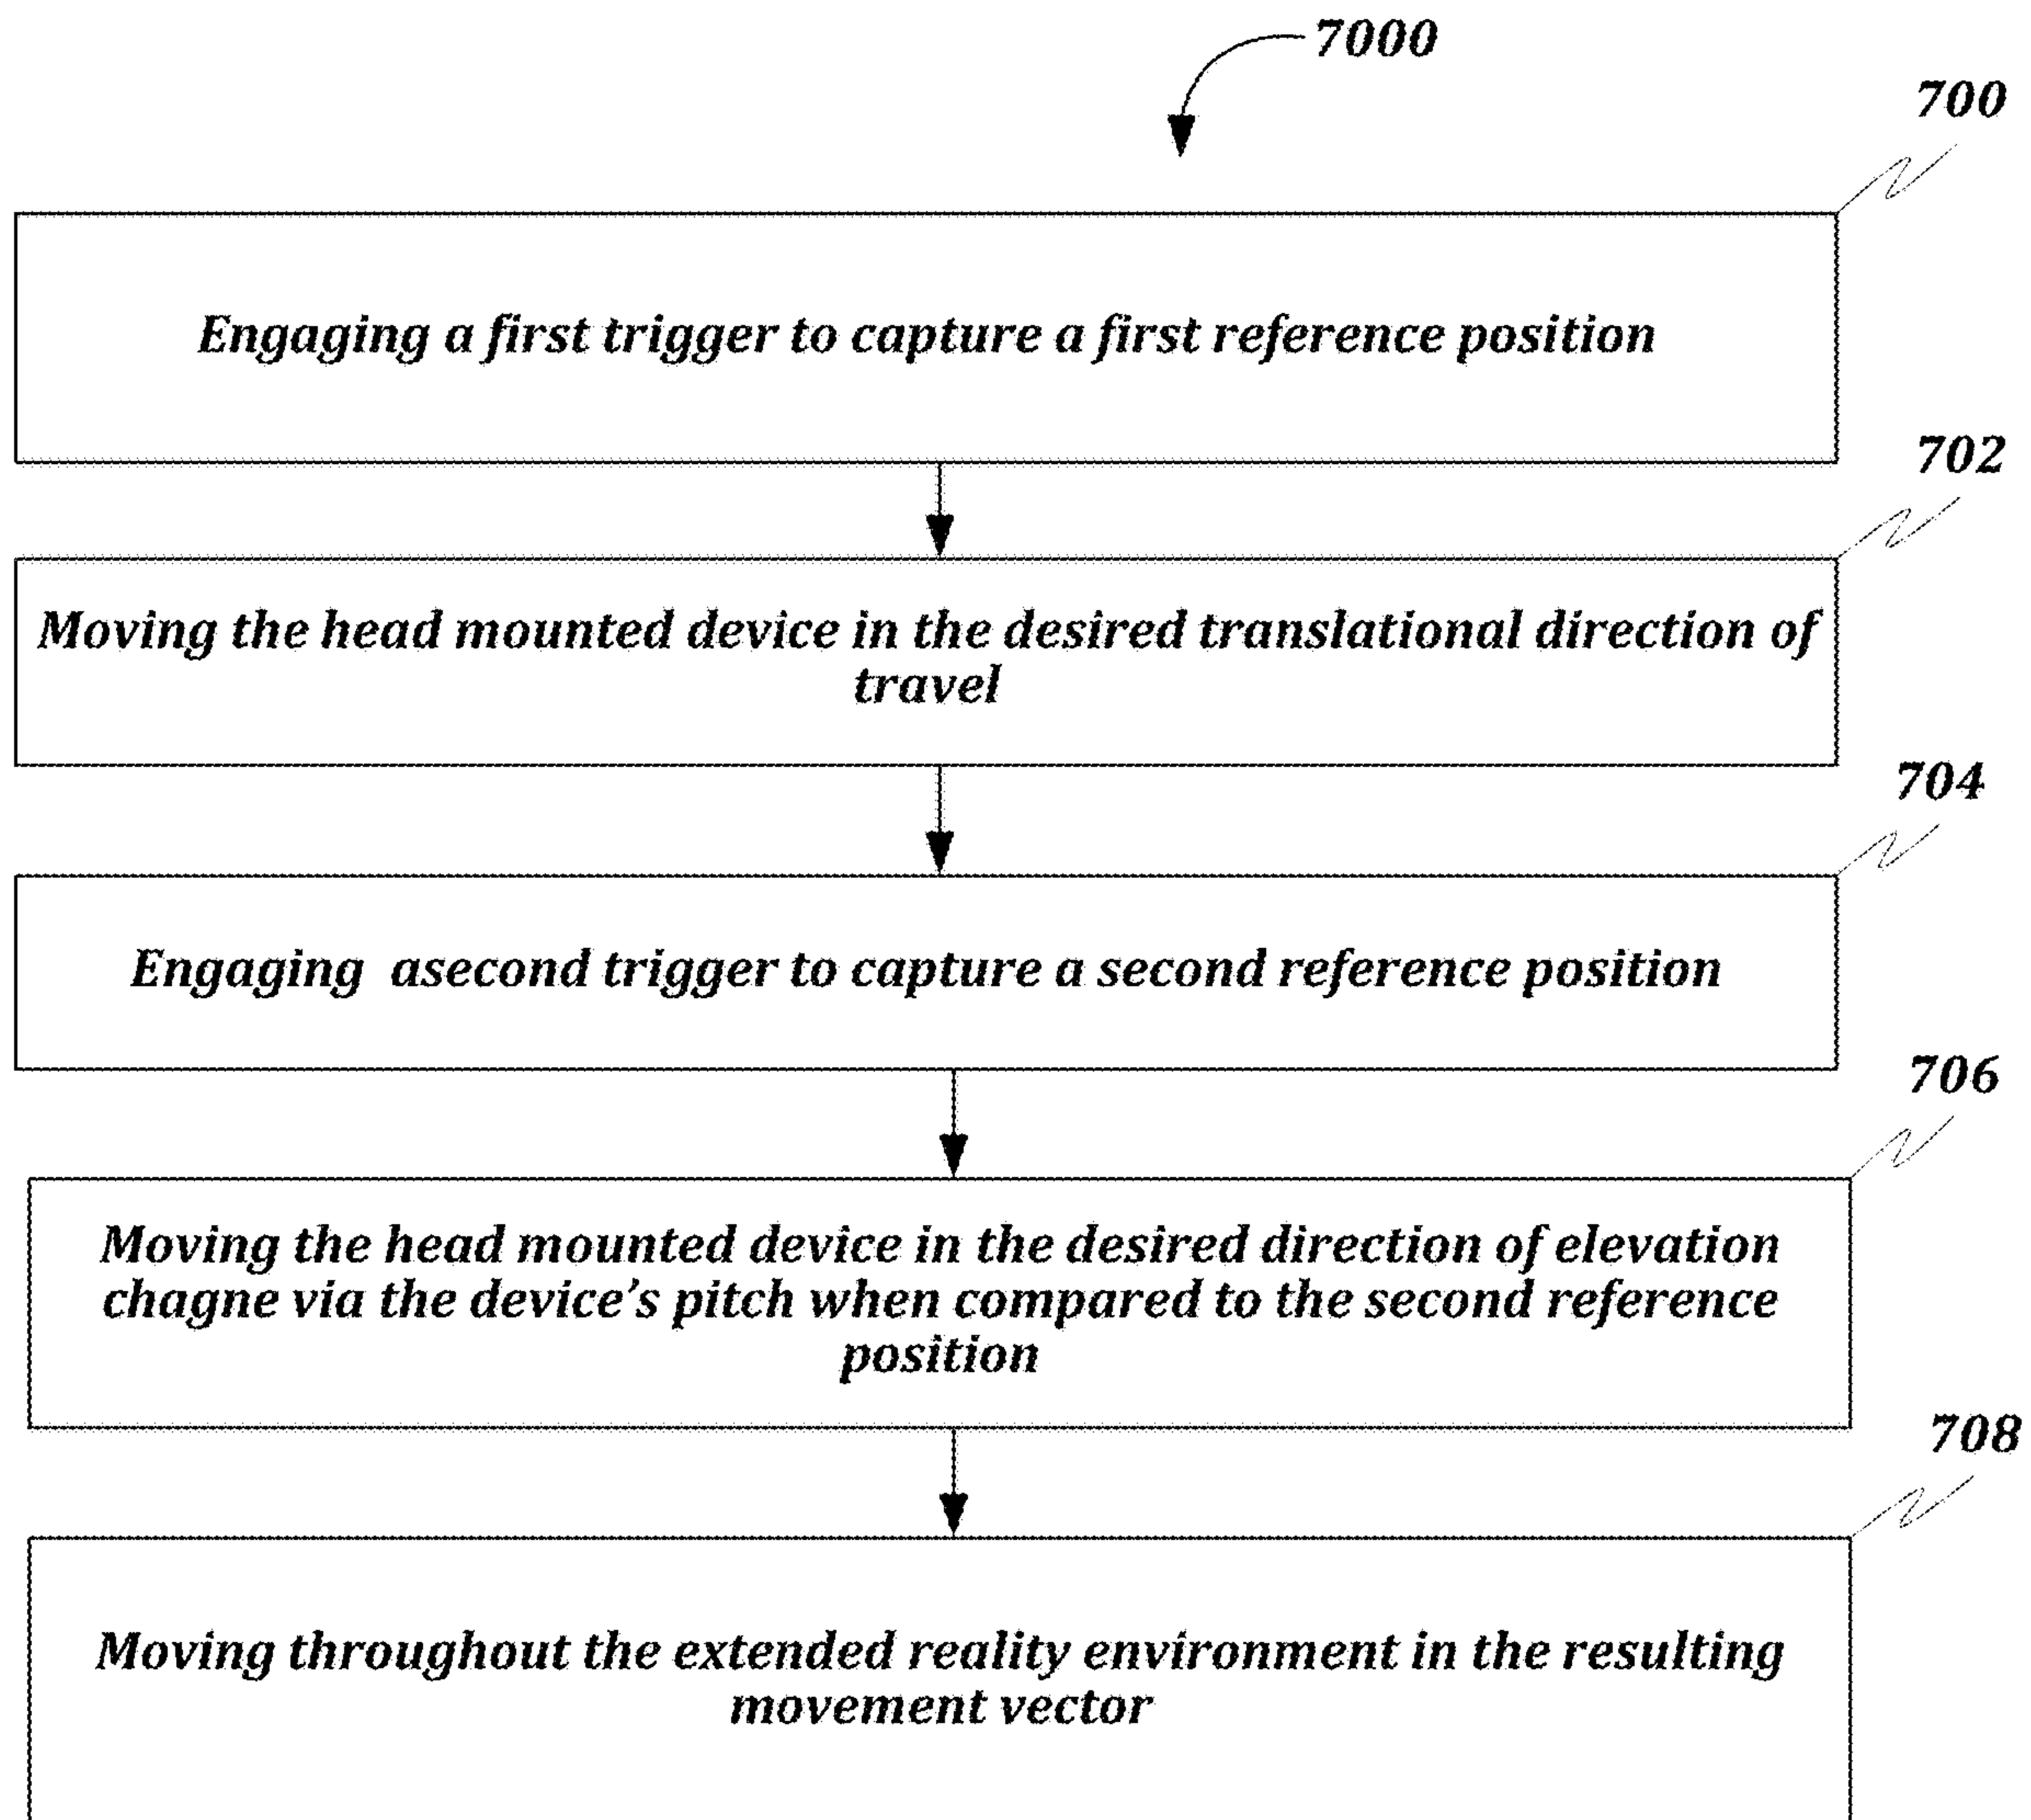 7000
700
Engaging a first trigger to capture a first reference position
702
Moving the head mounted device in the desired translational direction of
travel
704
Engaging  asecond trigger to capture a second reference position
706
Moving the head mounted device in the desired direction of elevation
chagne via the device’s pitch when compared to the second reference
position
708
Moving throughout the extended reality environment in the resulting
movement vector